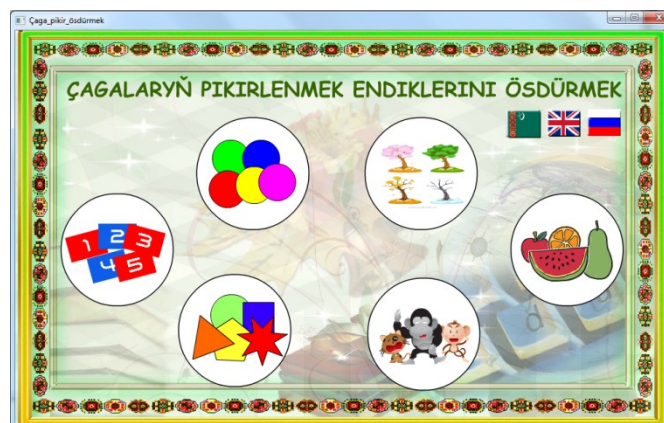 Çaga_pikir_ösdürmek
ÇAGALARYŇ PIKIRLENMEK ENDIKLERINI ÖSDÜRMEK
1 2 3
4 5